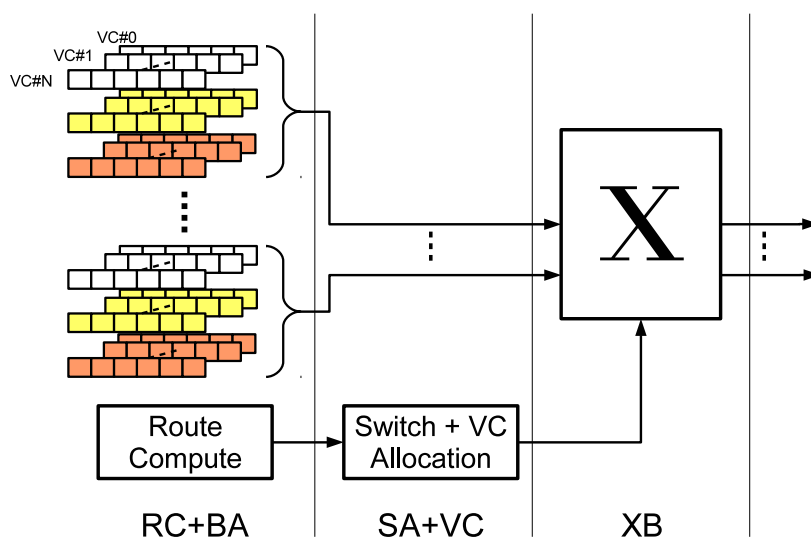 VC#0
VC#1
VC#N
X
Route
Compute
Switch + VC
Allocation
RC+BA
SA+VC
XB